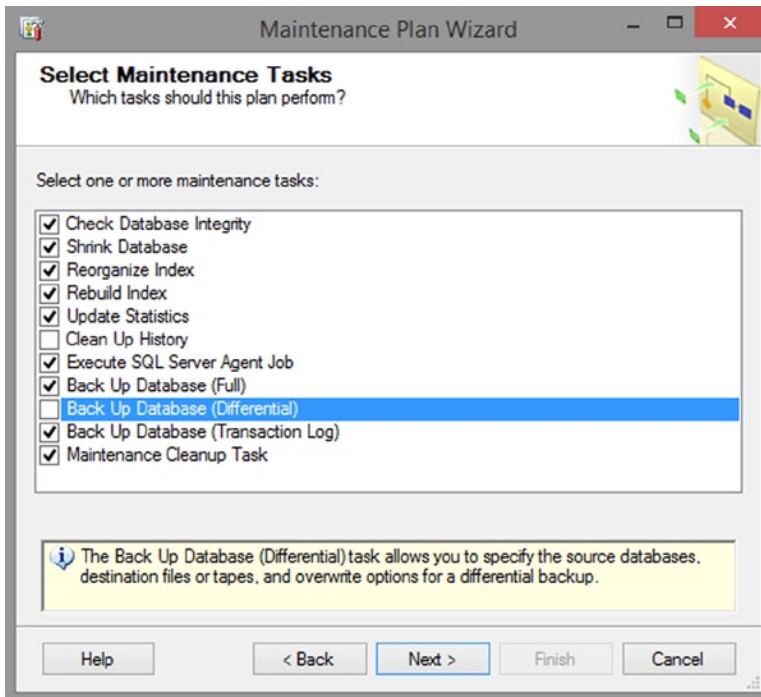 Maintenance Plan Wizard
Select Maintenance Tasks
Which tasks should this plan perform?
Select one or more maintenance tasks:
Check Database Integrity
Shrink Database
Reorganize Index
Rebuild Index
Update Statistics
Clean Up History
Execute SQL Server Agent Job
Back Up Database (Full)
Back Up Database (Differential)
Back Up Database (Transaction Log)
Maintenance Cleanup Task
The Back Up Database (Differential) task allows you to specify the source databases,
destination files or tapes, and overwrite options for a differential backup.
Help
< Back
Next >
Finish
Cancel